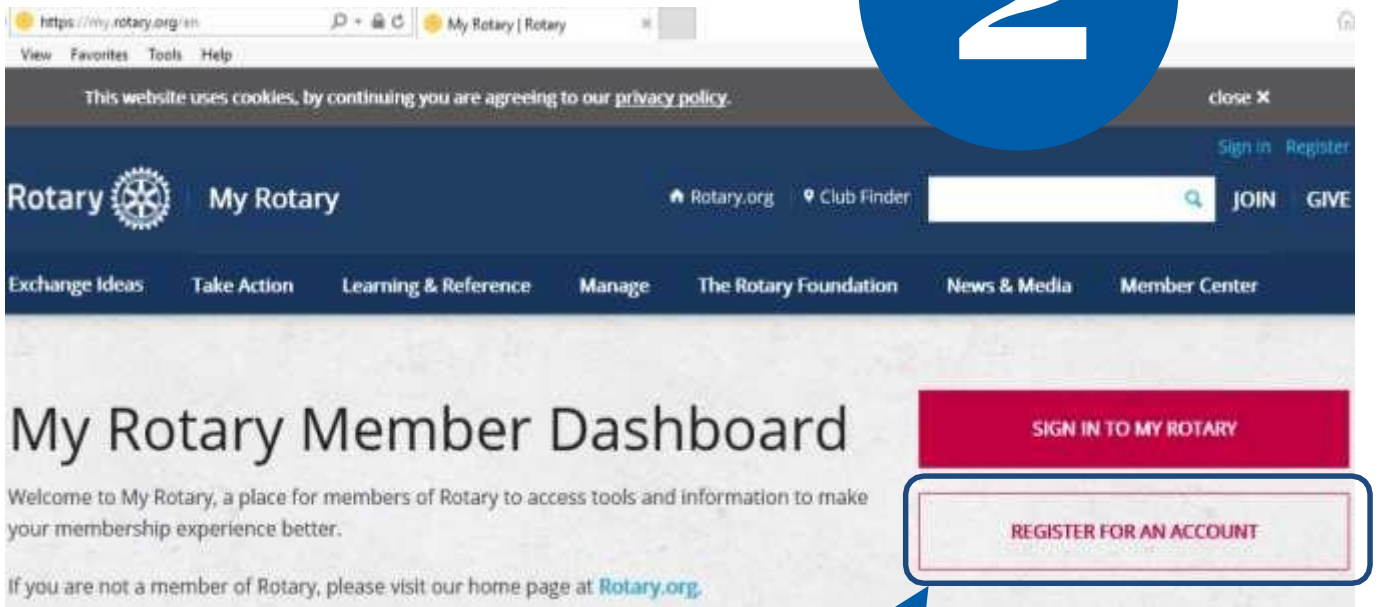 https://my.rotary.org/en
My Rotary | Rotary
View Favorites Tools Help
2
This website uses cookies, by continuing you are agreeing to our privacy policy.
close X
Sign in Register
Rotary
My Rotary
Rotary.org
Club Finder
JOIN
GIVE
Exchange Ideas Take Action Learning & Reference Manage The Rotary Foundation News & Media Member Center
My Rotary Member Dashboard
SIGN IN TO MY ROTARY
Welcome to My Rotary, a place for members of Rotary to access tools and information to make
your membership experience better.
REGISTER FOR AN ACCOUNT
If you are not a member of Rotary, please visit our home page at Rotary.org.